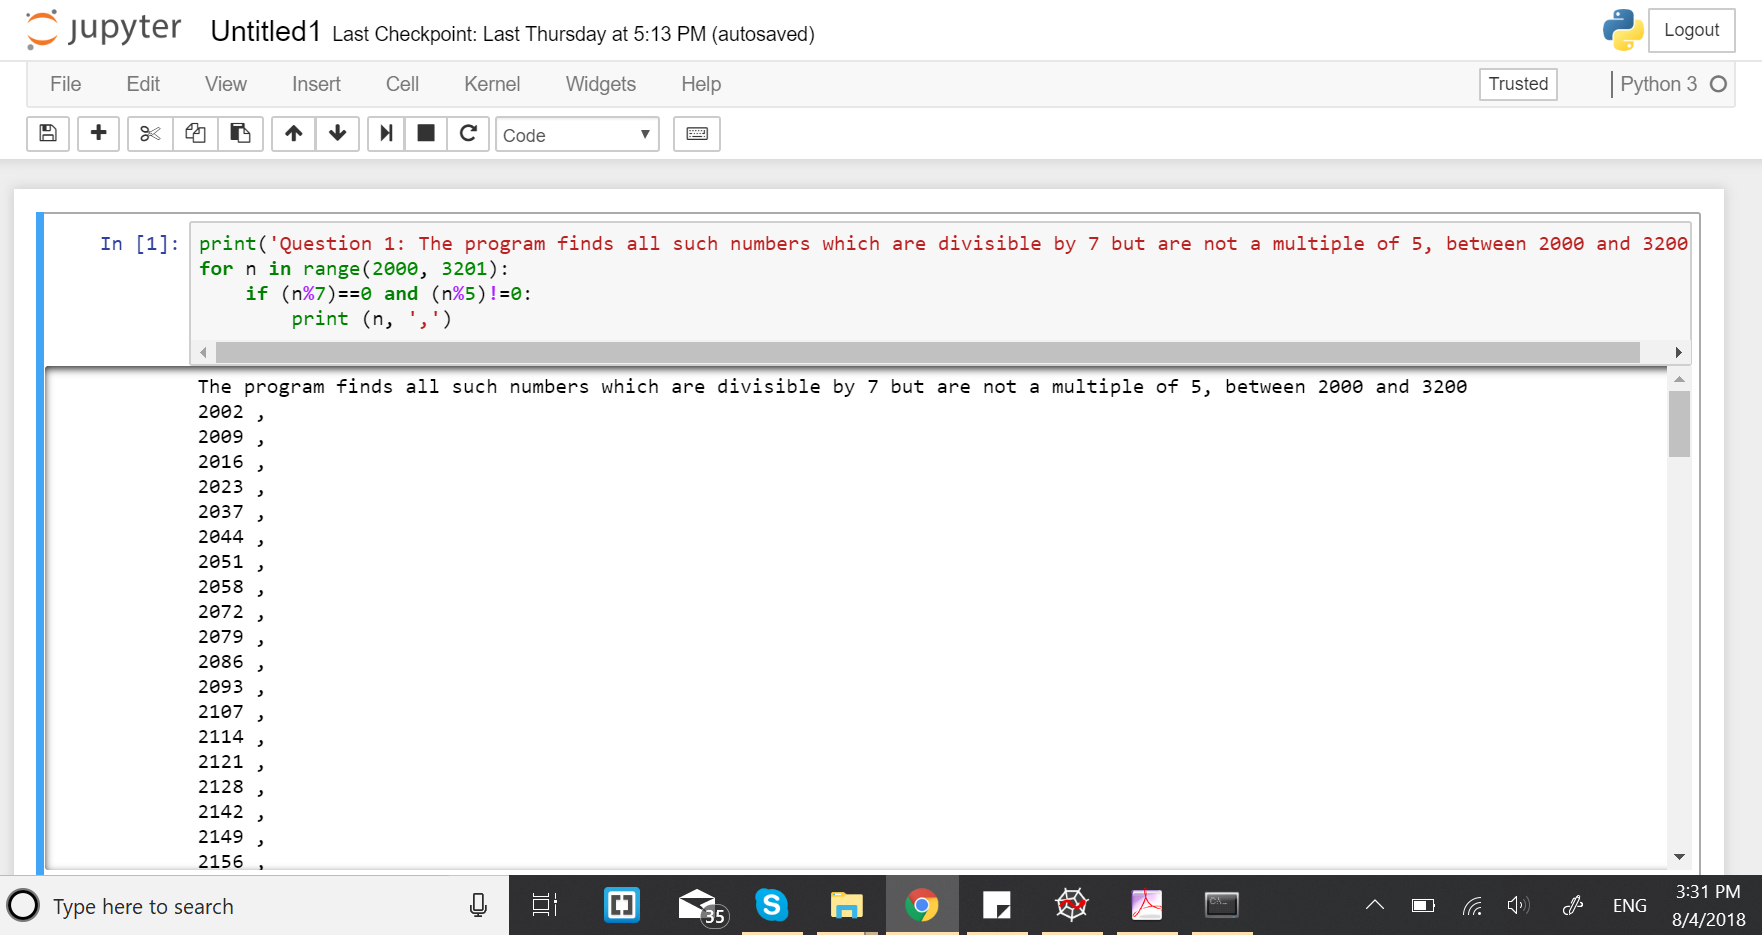 jupyter Untitled1 Last Checkpoint: Last Thursday at 5:13 PM (autosaved) Logout
File Edit View Insert Cell Kernel Widgets Help Trusted Python 3
Code
In [1]: print('Question 1: The program finds all such numbers which are divisible by 7 but are not a multiple of 5, between 2000 and 3200
for n in range(2000, 3201):
    if (n%7)==0 and (n%5)!=0:
        print (n, ',')
The program finds all such numbers which are divisible by 7 but are not a multiple of 5, between 2000 and 3200
2002 ,
2009 ,
2016 ,
2023 ,
2037 ,
2044 ,
2051 ,
2058 ,
2072 ,
2079 ,
2086 ,
2093 ,
2107 ,
2114 ,
2121 ,
2128 ,
2142 ,
2149 ,
2156 ,
Type here to search 35 ENG 3:31 PM
8/4/2018